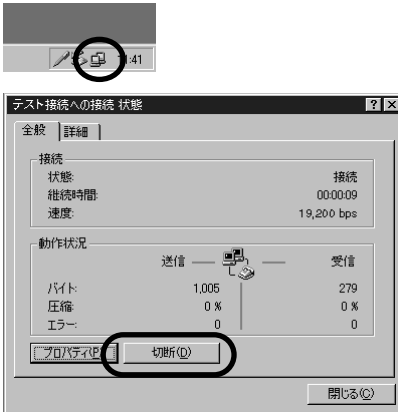 11:41
テスト接続への接続 状態
全般 詳細
接続
状態: 接続
継続時間: 00:00:09
速度: 19,200 bps
動作状況
送信 受信
バイト: 1,005 279
圧縮: 0 % 0 %
エラー: 0 0
プロパティ(P) 切断(D)
閉じる(C)